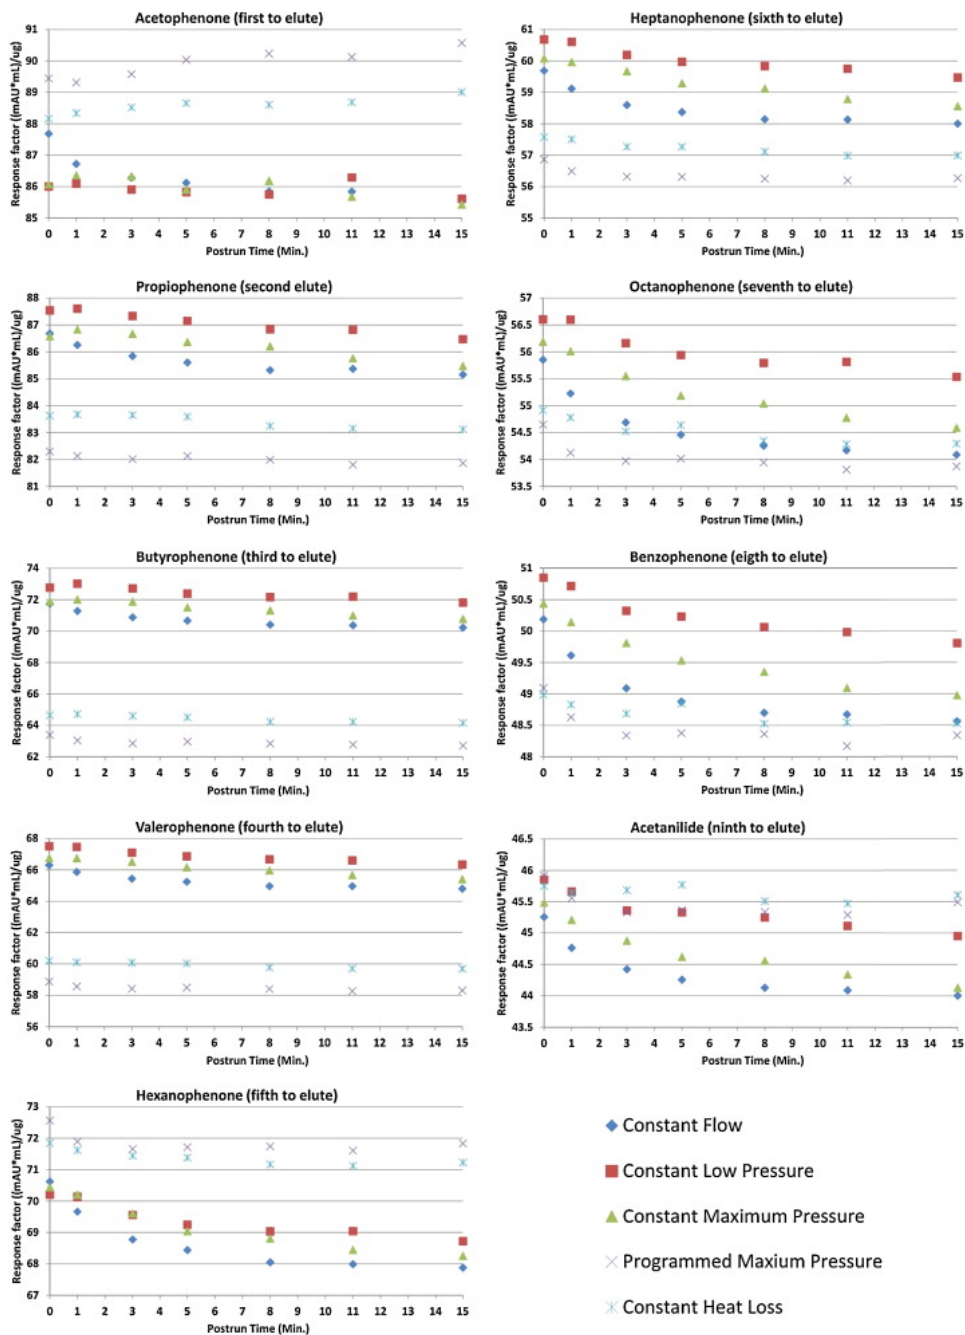 Acetophenone (first to elute)
Response factor ((mAU*mL)/ug)
91
90
89
88
87
86
85
0 1 2 3 4 5 6 7 8 9 10 11 12 13 14 15
Postrun Time (Min.)
Heptanophenone (sixth to elute)
Response factor ((mAU*mL)/ug)
61
60
59
58
57
56
55
0 1 2 3 4 5 6 7 8 9 10 11 12 13 14 15
Postrun Time (Min.)
Propiophenone (second elute)
Response factor ((mAU*mL)/ug)
88
87
86
85
84
83
82
81
0 1 2 3 4 5 6 7 8 9 10 11 12 13 14 15
Postrun Time (Min.)
Octanophenone (seventh to elute)
Response factor ((mAU*mL)/ug)
57
56.5
56
55.5
55
54.5
54
53.5
0 1 2 3 4 5 6 7 8 9 10 11 12 13 14 15
Postrun Time (Min.)
Butyrophenone (third to elute)
Response factor ((mAU*mL)/ug)
74
72
70
68
66
64
62
0 1 2 3 4 5 6 7 8 9 10 11 12 13 14 15
Postrun Time (Min.)
Benzophenone (eigth to elute)
Response factor ((mAU*mL)/ug)
51
50.5
50
49.5
49
48.5
48
0 1 2 3 4 5 6 7 8 9 10 11 12 13 14 15
Postrun Time (Min.)
Valerophenone (fourth to elute)
Response factor ((mAU*mL)/ug)
68
66
64
62
60
58
56
0 1 2 3 4 5 6 7 8 9 10 11 12 13 14 15
Postrun Time (Min.)
Acetanilide (ninth to elute)
Response factor ((mAU*mL)/ug)
46.5
46
45.5
45
44.5
44
43.5
0 1 2 3 4 5 6 7 8 9 10 11 12 13 14 15
Postrun Time (Min.)
Hexanophenone (fifth to elute)
Response factor ((mAU*mL)/ug)
73
72
71
70
69
68
67
0 1 2 3 4 5 6 7 8 9 10 11 12 13 14 15
Postrun Time (Min.)
Constant Flow
Constant Low Pressure
Constant Maximum Pressure
Programmed Maxium Pressure
Constant Heat Loss